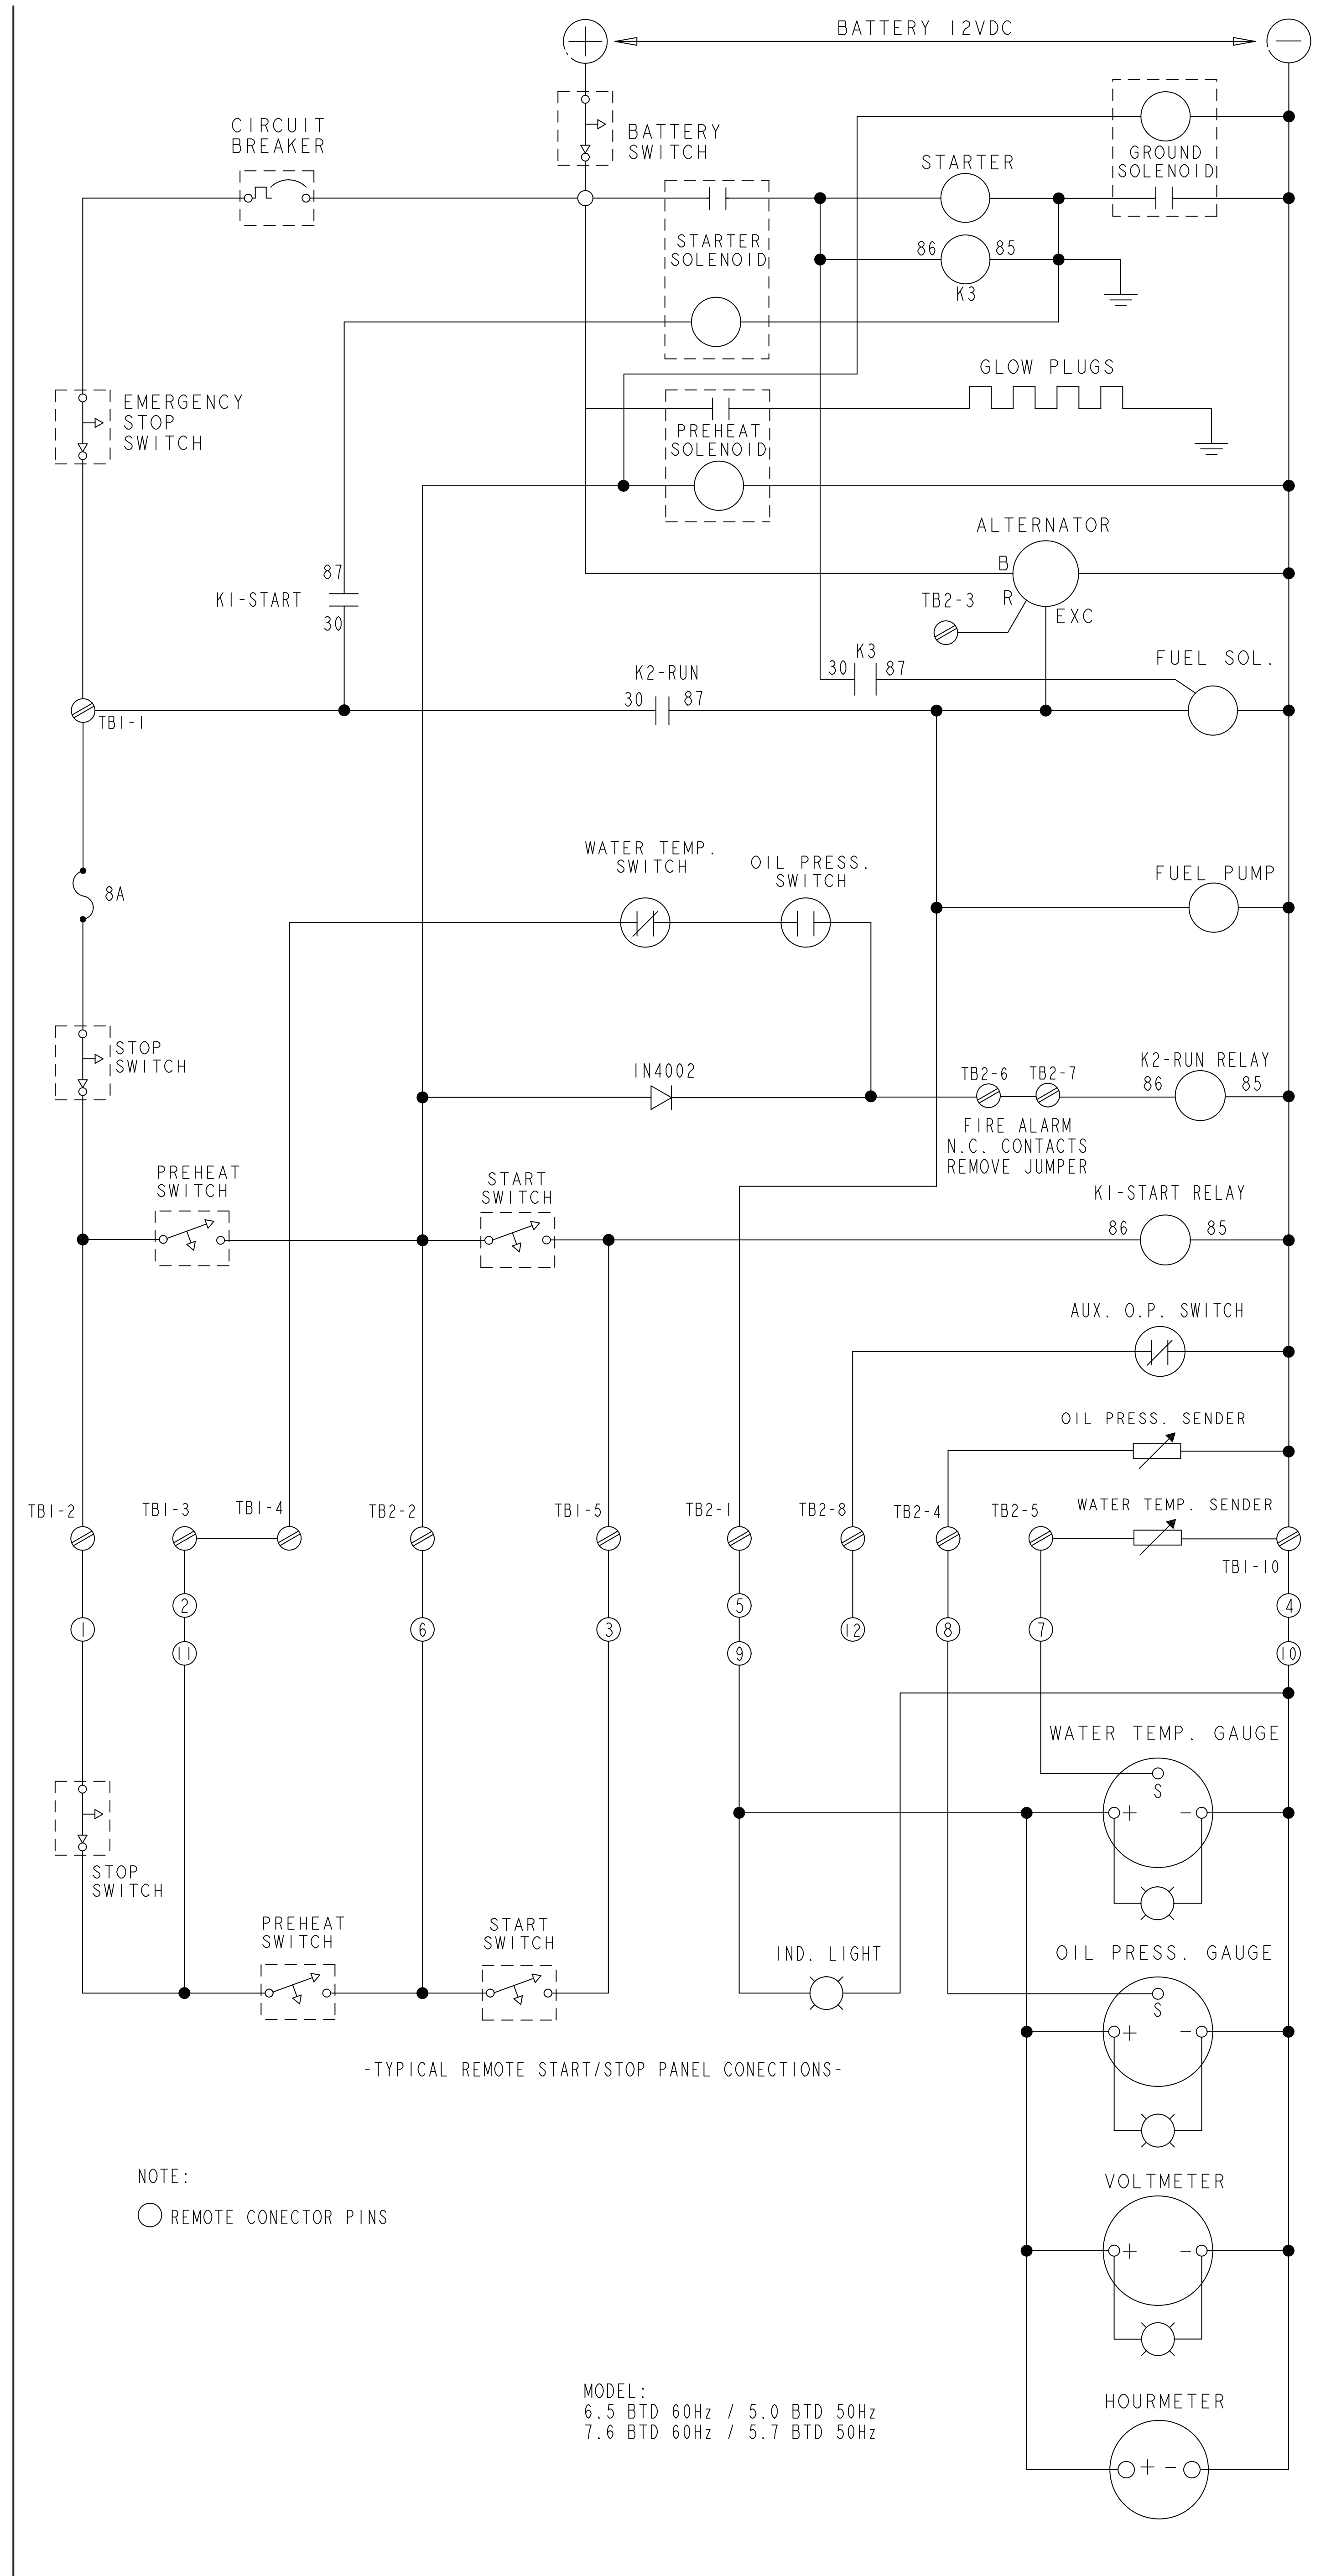 BATTERY 12VDC
CIRCUIT
BREAKER
BATTERY
SWITCH
GROUND
SOLENOID
STARTER
STARTER
SOLENOID
86
85
K3
EMERGENCY
STOP
SWITCH
GLOW PLUGS
PREHEAT
SOLENOID
ALTERNATOR
B
R
EXC
TB2-3
87
K1-START
30
K3
30
87
FUEL SOL.
K2-RUN
30
87
TB1-1
8A
WATER TEMP.
SWITCH
OIL PRESS.
SWITCH
FUEL PUMP
STOP
SWITCH
IN4002
TB2-6
TB2-7
K2-RUN RELAY
86
85
FIRE ALARM
N.C. CONTACTS
REMOVE JUMPER
PREHEAT
SWITCH
START
SWITCH
K1-START RELAY
86
85
AUX. O.P. SWITCH
OIL PRESS. SENDER
WATER TEMP. SENDER
TB1-2
TB1-3
TB1-4
TB2-2
TB1-5
TB2-1
TB2-8
TB2-4
TB2-5
TB1-10
2
5
4
1
6
3
12
8
7
11
9
10
WATER TEMP. GAUGE
S
+
-
STOP
SWITCH
PREHEAT
SWITCH
START
SWITCH
IND. LIGHT
OIL PRESS. GAUGE
S
+
-
-TYPICAL REMOTE START/STOP PANEL CONECTIONS-
NOTE:
REMOTE CONECTOR PINS
VOLTMETER
+
-
MODEL:
6.5 BTD 60Hz / 5.0 BTD 50Hz
7.6 BTD 60Hz / 5.7 BTD 50Hz
HOURMETER
+ -